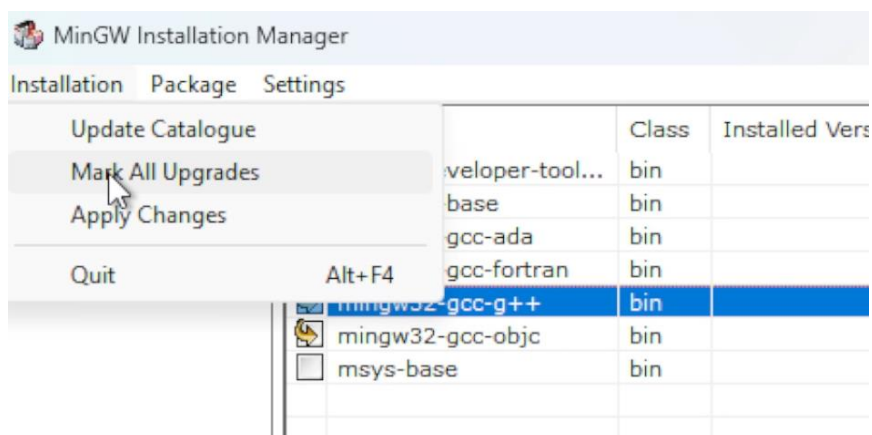 MinGW Installation Manager
Installation Package Settings
Class Installed Vers
Update Catalogue
Mark All Upgrades
Apply Changes
Quit Alt+F4
veloper-tool... bin
base bin
gcc-ada bin
gcc-fortran bin
mingw32-gcc-g++ bin
mingw32-gcc-objc bin
msys-base bin